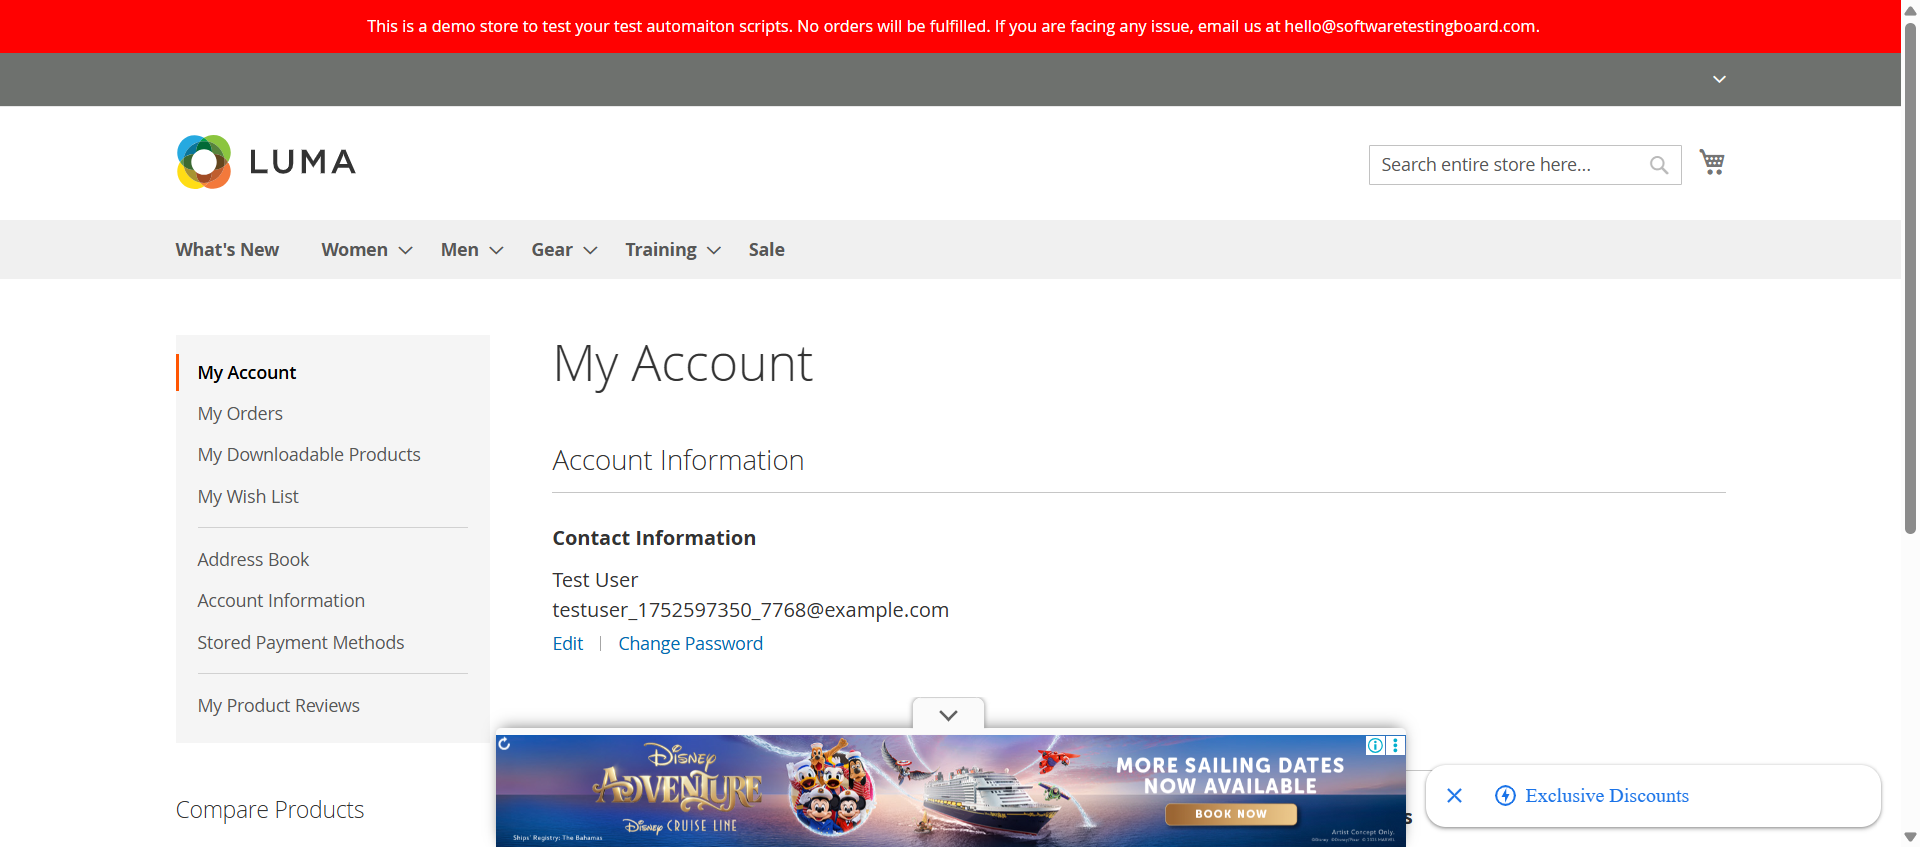 This is a demo store to test your test automaiton scripts. No orders will be fulfilled. If you are facing any issue, email us at hello@softwaretestingboard.com.
LUMA
Search entire store here...
What's New Women Men Gear Training Sale
My Account
My Orders
My Downloadable Products
My Wish List
Address Book
Account Information
Stored Payment Methods
My Product Reviews
Compare Products
My Account
Account Information
Contact Information
Test User
testuser_1752597350_7768@example.com
Edit | Change Password
Disney
ADVENTURE
Disney CRUISE LINE
Ships' Registry: The Bahamas
MORE SAILING DATES
NOW AVAILABLE
BOOK NOW
Artist Concept Only.
Exclusive Discounts